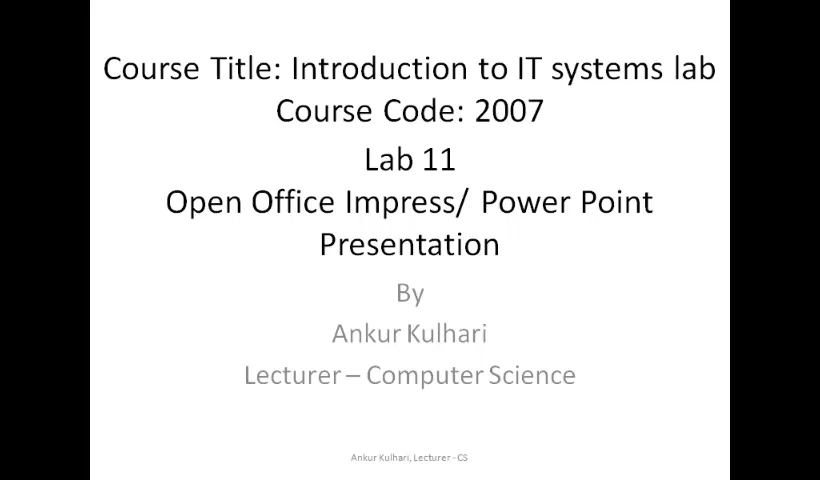 Course Title: Introduction to IT systems lab
Course Code: 2007
Lab 11
Open Office Impress/ Power Point
Presentation
By
Ankur Kulhari
Lecturer – Computer Science
Ankur Kulhari, Lecturer - CS